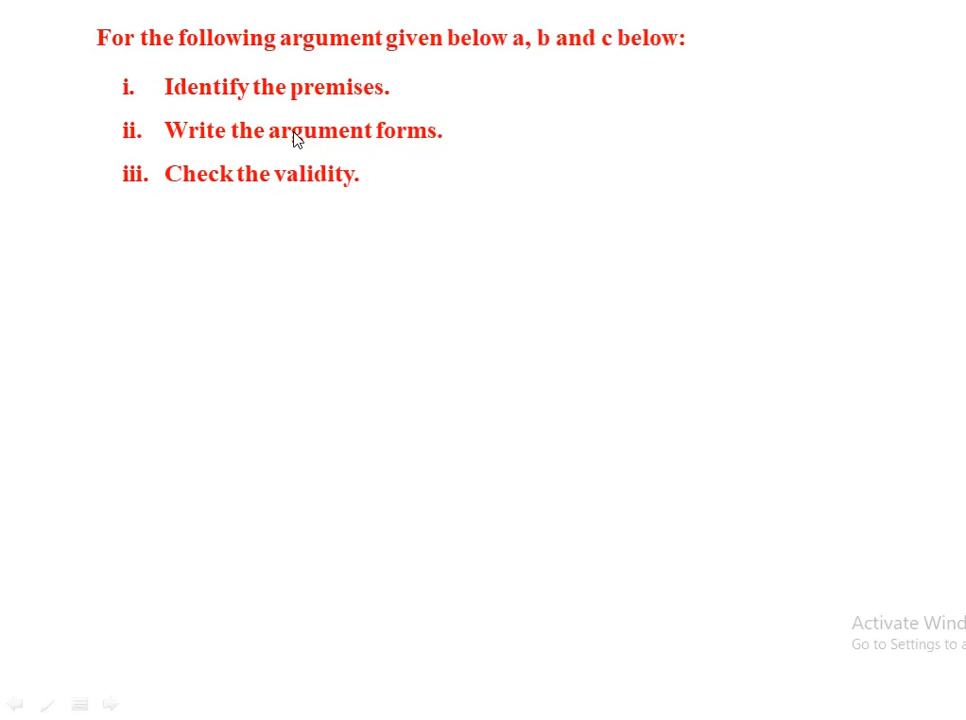 For the following argument given below a, b and c below:
i. Identify the premises.
ii. Write the argument forms.
iii. Check the validity.
Activate Wind
Go to Settings to a